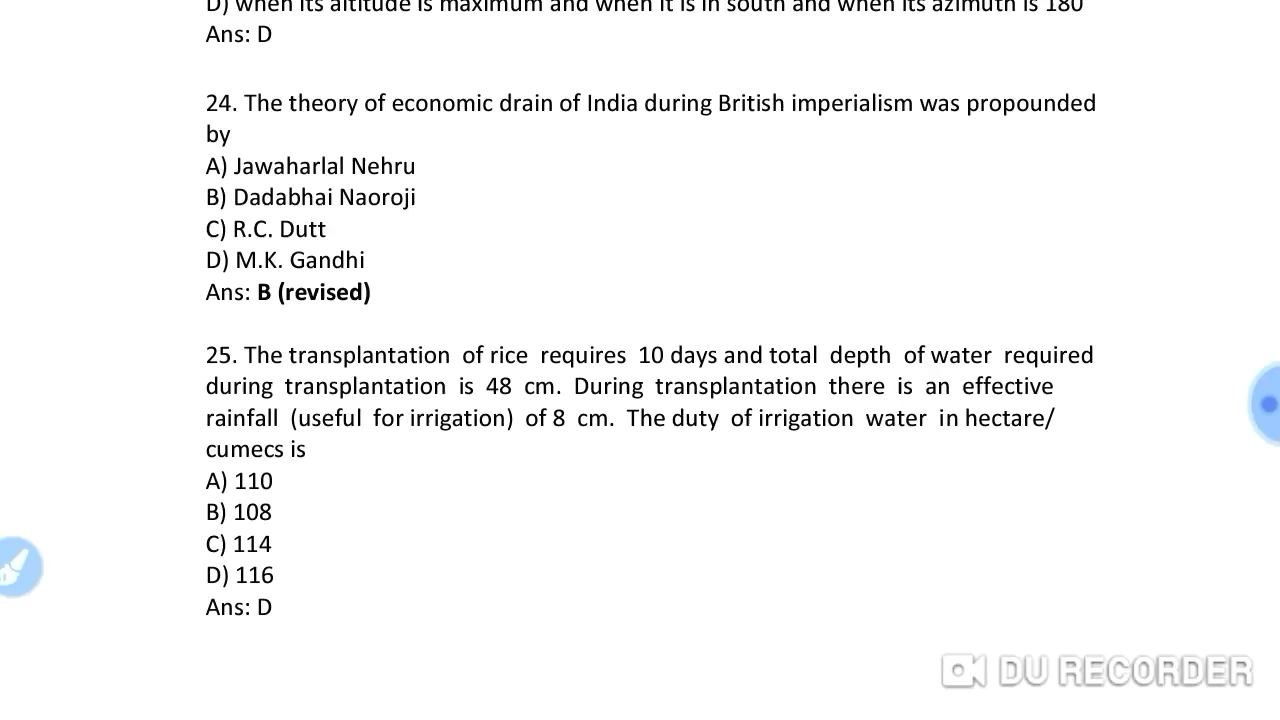 D) when its altitude is maximum and when it is in south and when its azimuth is 180
Ans: D
24. The theory of economic drain of India during British imperialism was propounded
by
A) Jawaharlal Nehru
B) Dadabhai Naoroji
C) R.C. Dutt
D) M.K. Gandhi
Ans: B (revised)
25. The transplantation of rice requires 10 days and total depth of water required
during transplantation is 48 cm. During transplantation there is an effective
rainfall (useful for irrigation) of 8 cm. The duty of irrigation water in hectare/
cumecs is
A) 110
B) 108
C) 114
D) 116
Ans: D
DU RECORDER